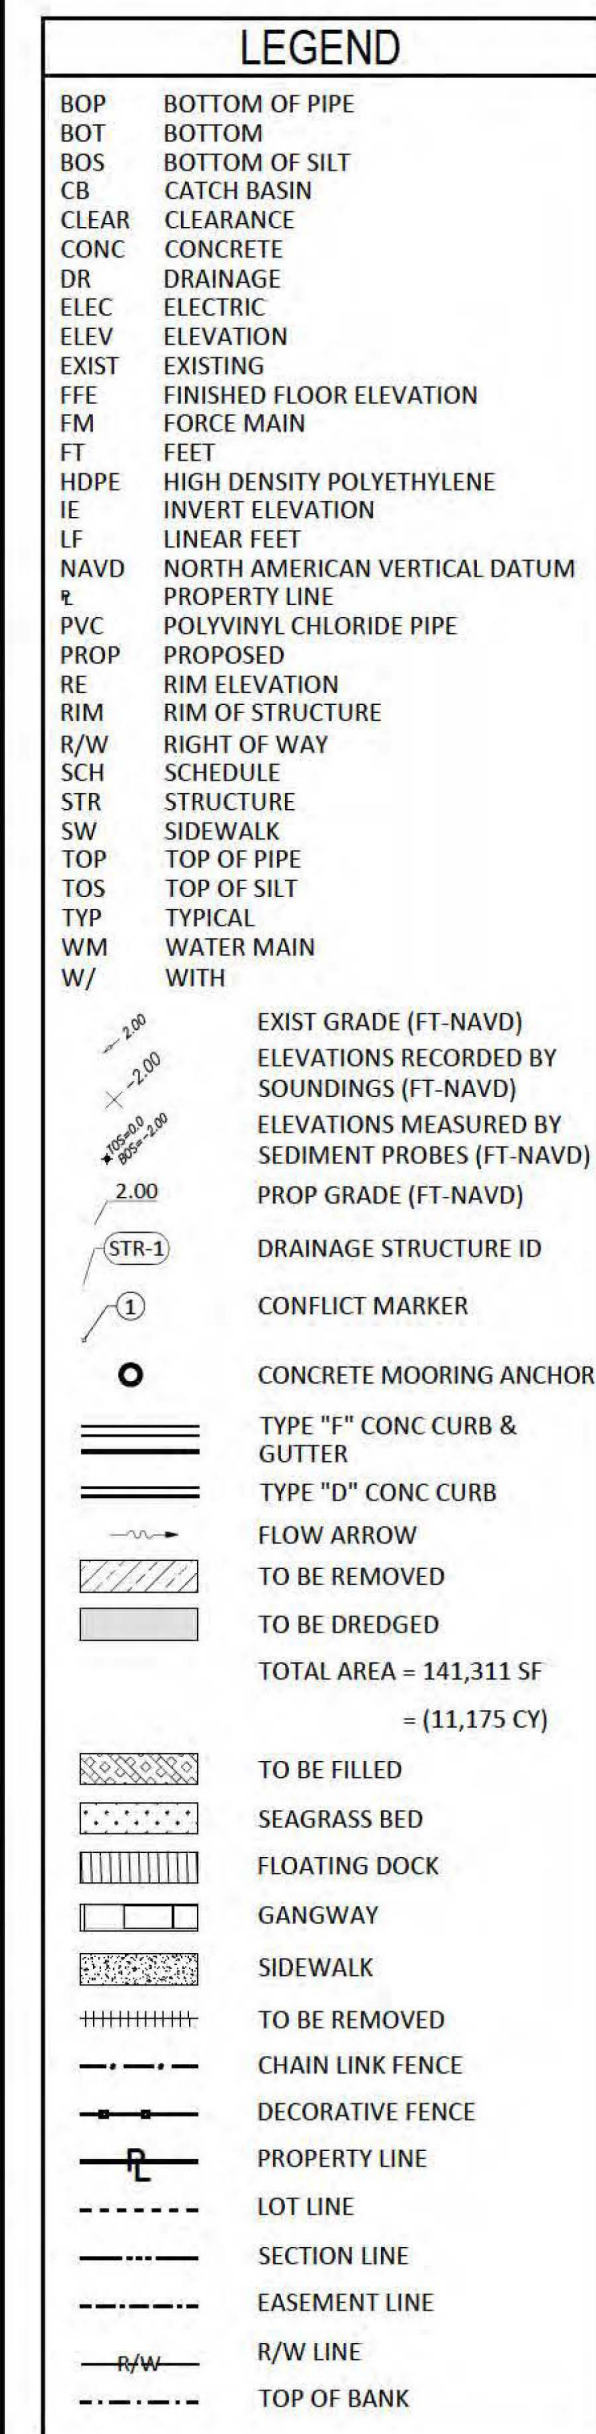 LEGEND
BOP BOTTOM OF PIPE
BOT BOTTOM
BOS BOTTOM OF SILT
CB CATCH BASIN
CLEAR CLEARANCE
CONC CONCRETE
DR DRAINAGE
ELEC ELECTRIC
ELEV ELEVATION
EXIST EXISTING
FFE FINISHED FLOOR ELEVATION
FM FORCE MAIN
FT FEET
HDPE HIGH DENSITY POLYETHYLENE
IE INVERT ELEVATION
LF LINEAR FEET
NAVD NORTH AMERICAN VERTICAL DATUM
PL PROPERTY LINE
PVC POLYVINYL CHLORIDE PIPE
PROP PROPOSED
RE RIM ELEVATION
RIM RIM OF STRUCTURE
R/W RIGHT OF WAY
SCH SCHEDULE
STR STRUCTURE
SW SIDEWALK
TOP TOP OF PIPE
TOS TOP OF SILT
TYP TYPICAL
WM WATER MAIN
W/ WITH
2.00 EXIST GRADE (FT-NAVD)
-2.00 ELEVATIONS RECORDED BY
SOUNDINGS (FT-NAVD)
TOS=0.0 ELEVATIONS MEASURED BY
BOS=-2.00 SEDIMENT PROBES (FT-NAVD)
2.00 PROP GRADE (FT-NAVD)
STR-1 DRAINAGE STRUCTURE ID
1 CONFLICT MARKER
CONCRETE MOORING ANCHOR
TYPE "F" CONC CURB &
GUTTER
TYPE "D" CONC CURB
FLOW ARROW
TO BE REMOVED
TO BE DREDGED
TOTAL AREA = 141,311 SF
= (11,175 CY)
TO BE FILLED
SEAGRASS BED
FLOATING DOCK
GANGWAY
SIDEWALK
TO BE REMOVED
CHAIN LINK FENCE
DECORATIVE FENCE
PL PROPERTY LINE
LOT LINE
SECTION LINE
EASEMENT LINE
R/W R/W LINE
TOP OF BANK